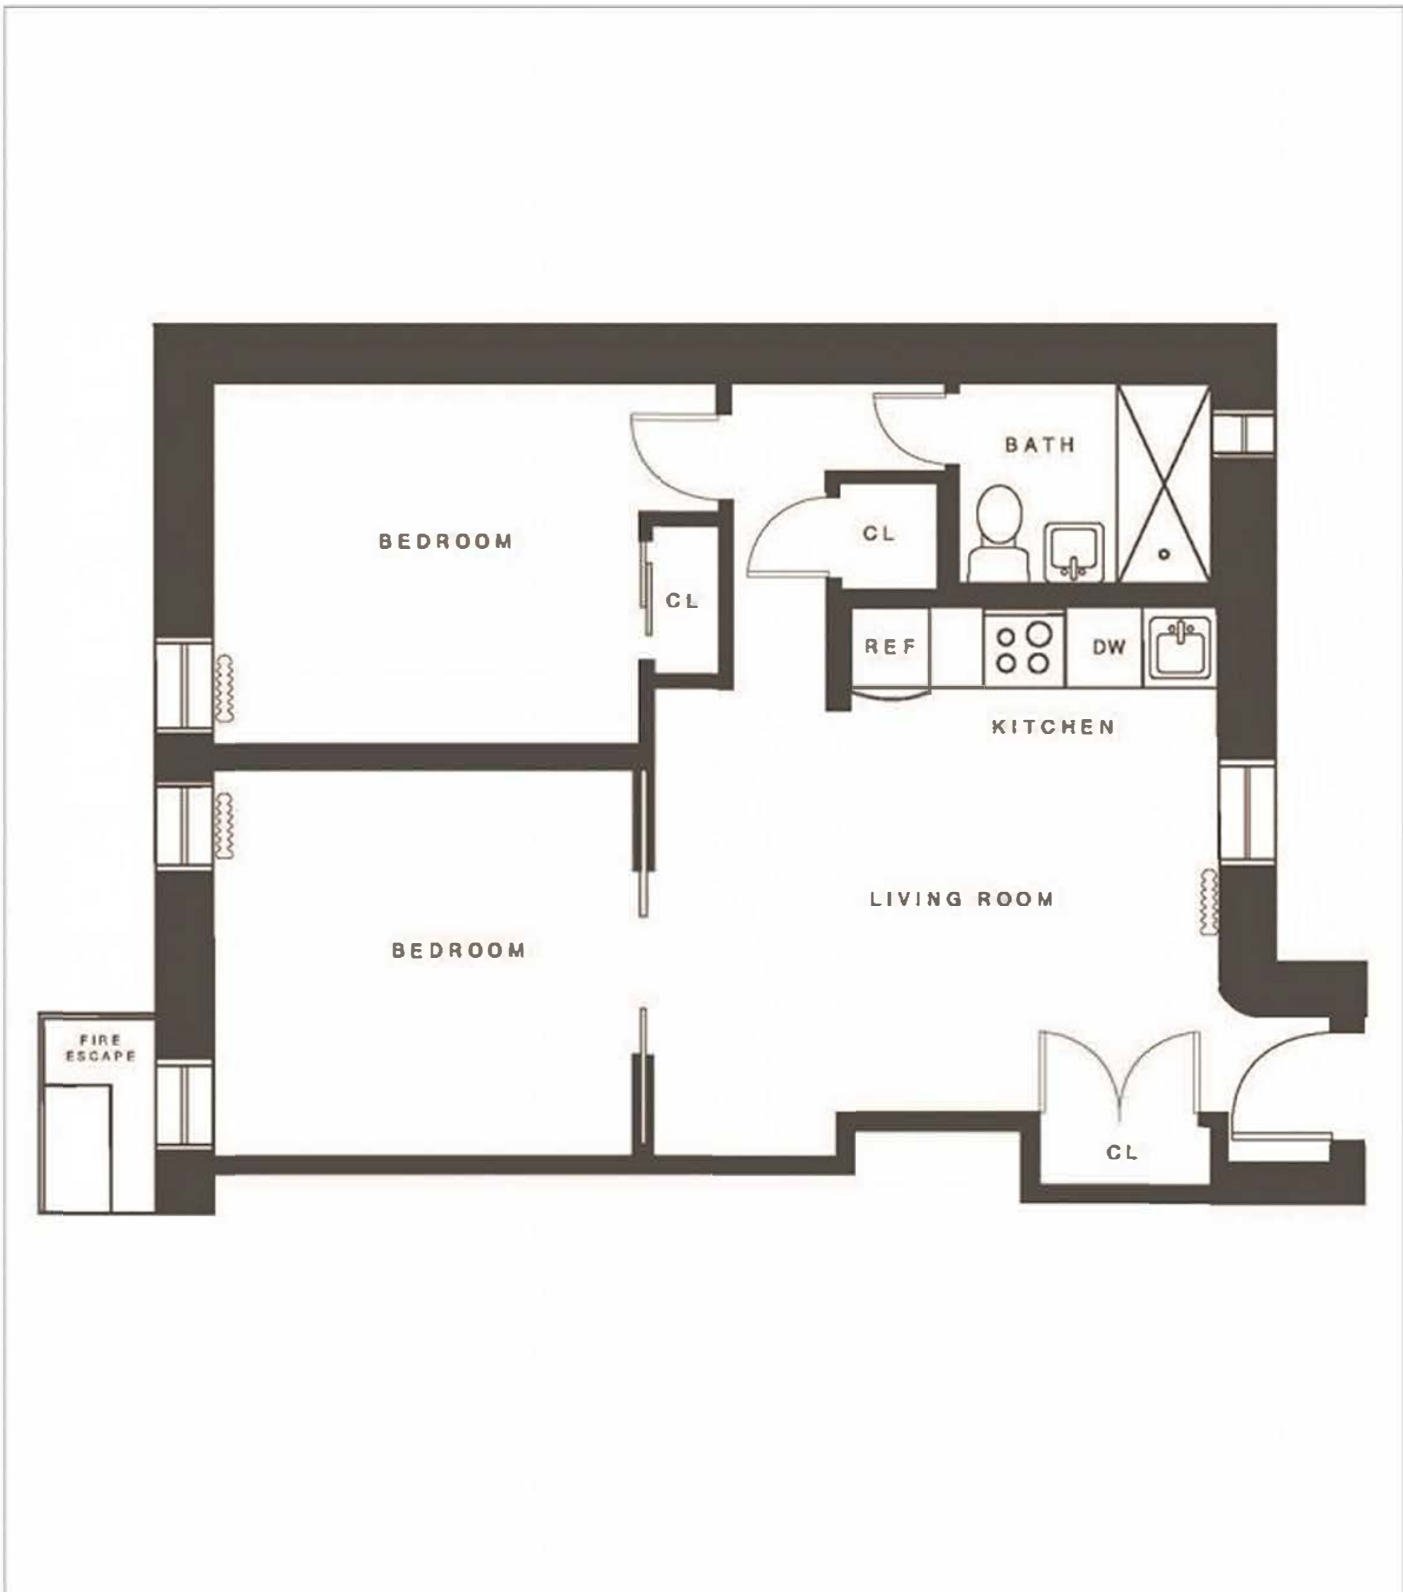 BATH
CL
BEDROOM
CL
REF
DW
KITCHEN
LIVING ROOM
BEDROOM
FIRE
ESCAPE
CL